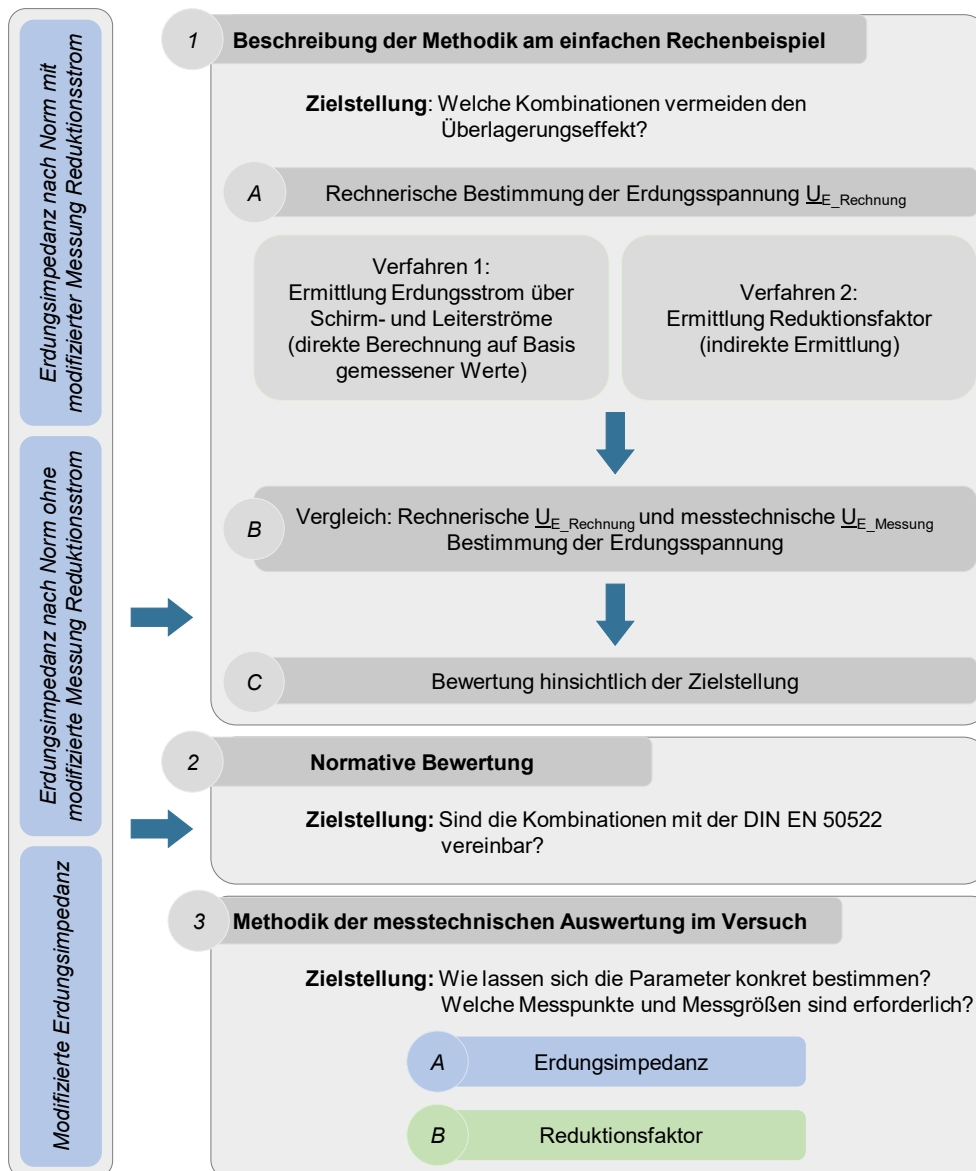 Erdungsimpedanz nach Norm mit
modifizierter Messung Reduktionsstrom
Erdungsimpedanz nach Norm ohne
modifizierte Messung Reduktionsstrom
Modifizierte Erdungsimpedanz
1
Beschreibung der Methodik am einfachen Rechenbeispiel
Zielstellung: Welche Kombinationen vermeiden den
Überlagerungseffekt?
A
Rechnerische Bestimmung der Erdungsspannung U_E_Rechnung
Verfahren 1:
Ermittlung Erdungsstrom über
Schirm- und Leiterströme
(direkte Berechnung auf Basis
gemessener Werte)
Verfahren 2:
Ermittlung Reduktionsfaktor
(indirekte Ermittlung)
B
Vergleich: Rechnerische U_E_Rechnung und messtechnische U_E_Messung
Bestimmung der Erdungsspannung
C
Bewertung hinsichtlich der Zielstellung
2
Normative Bewertung
Zielstellung: Sind die Kombinationen mit der DIN EN 50522
vereinbar?
3
Methodik der messtechnischen Auswertung im Versuch
Zielstellung: Wie lassen sich die Parameter konkret bestimmen?
Welche Messpunkte und Messgrößen sind erforderlich?
A
Erdungsimpedanz
B
Reduktionsfaktor